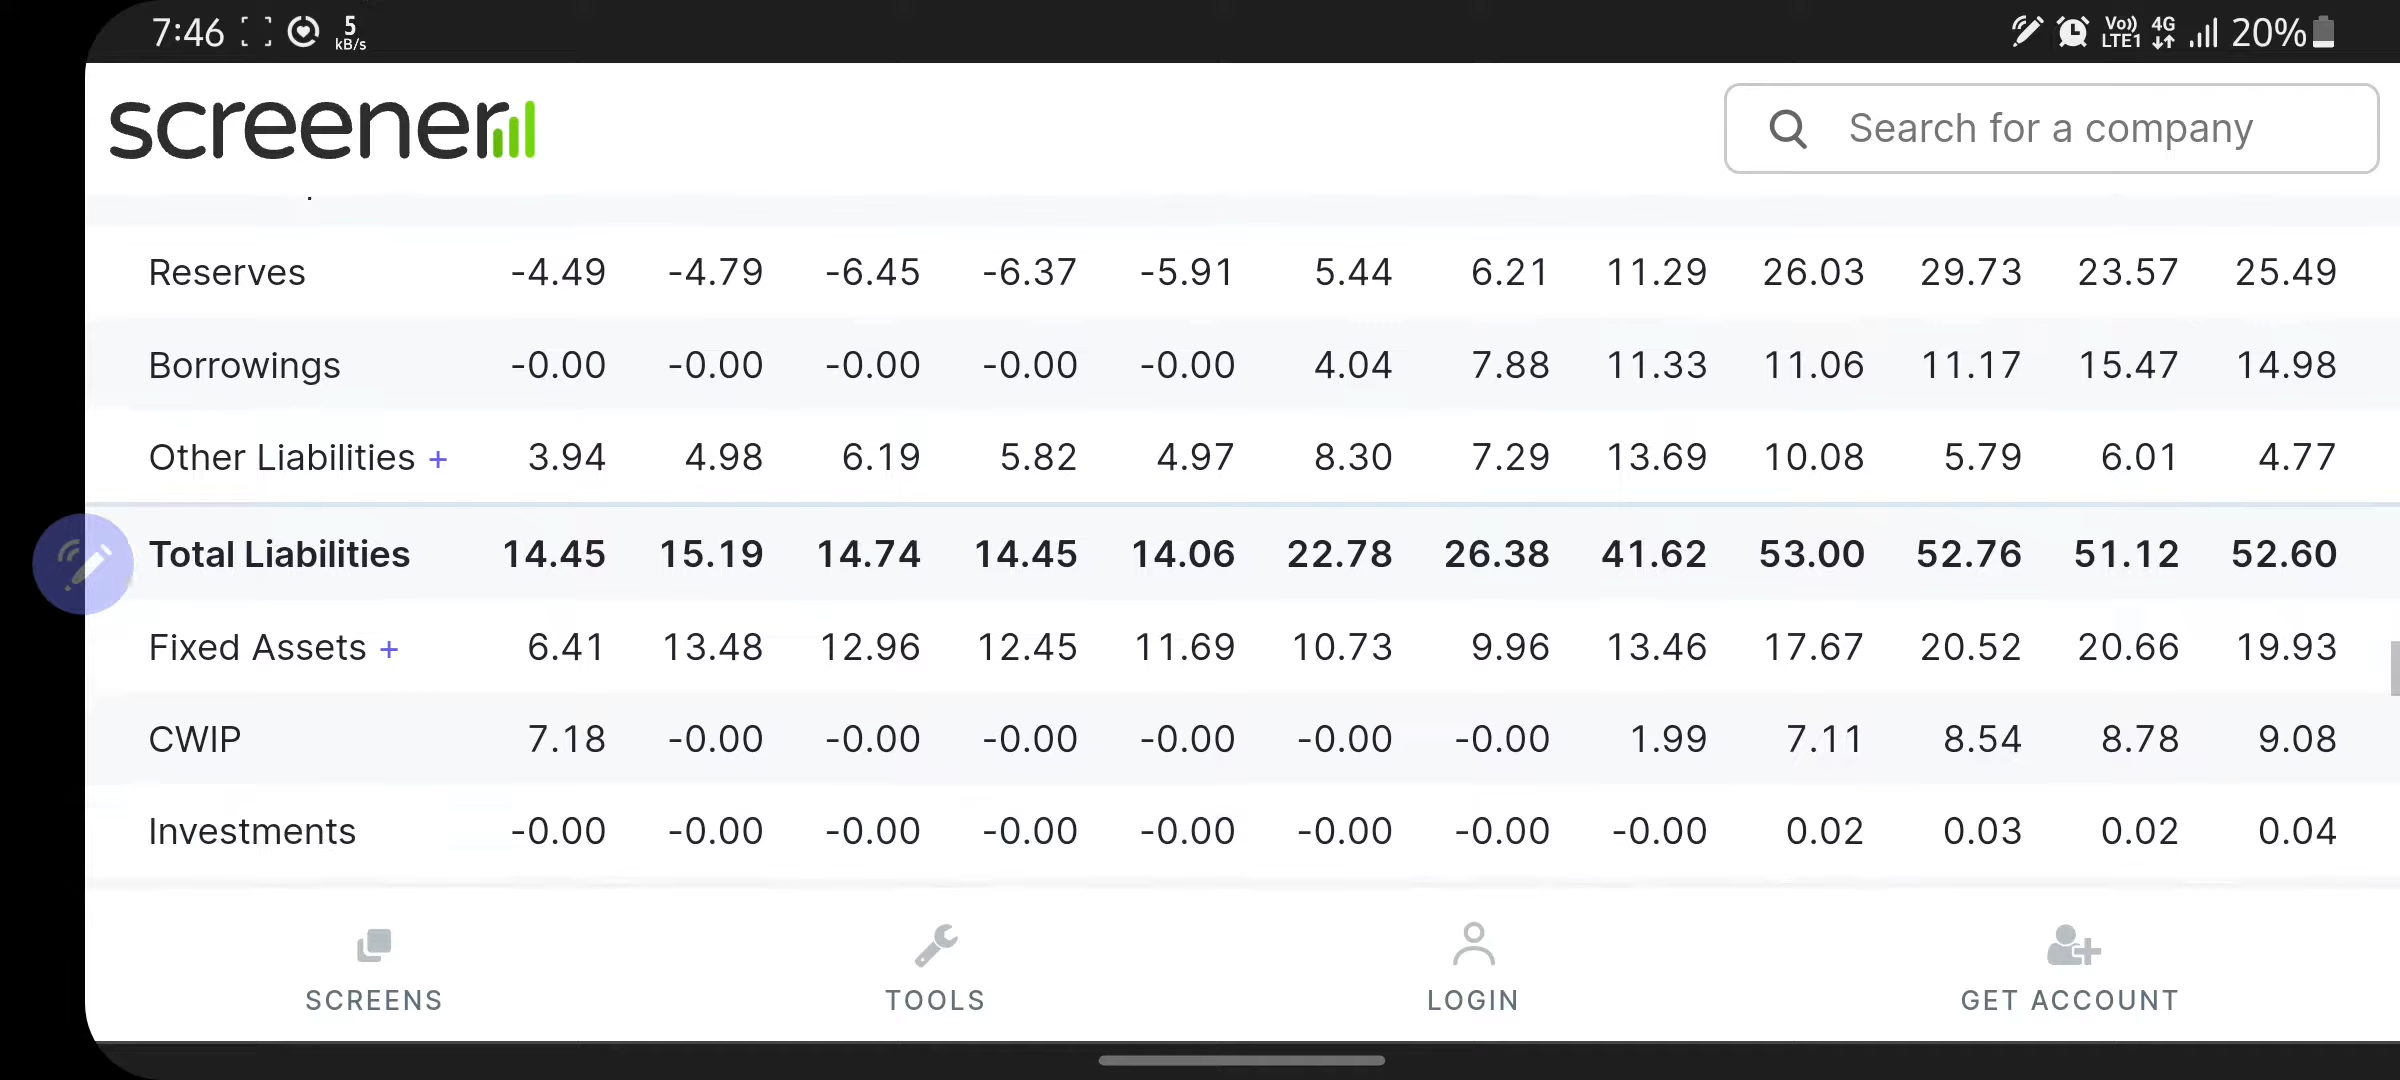 7:46 5 kB/s Vo)) LTE1 4G 20%
screener Search for a company
Reserves -4.49 -4.79 -6.45 -6.37 -5.91 5.44 6.21 11.29 26.03 29.73 23.57 25.49
Borrowings -0.00 -0.00 -0.00 -0.00 -0.00 4.04 7.88 11.33 11.06 11.17 15.47 14.98
Other Liabilities + 3.94 4.98 6.19 5.82 4.97 8.30 7.29 13.69 10.08 5.79 6.01 4.77
Total Liabilities 14.45 15.19 14.74 14.45 14.06 22.78 26.38 41.62 53.00 52.76 51.12 52.60
Fixed Assets + 6.41 13.48 12.96 12.45 11.69 10.73 9.96 13.46 17.67 20.52 20.66 19.93
CWIP 7.18 -0.00 -0.00 -0.00 -0.00 -0.00 -0.00 1.99 7.11 8.54 8.78 9.08
Investments -0.00 -0.00 -0.00 -0.00 -0.00 -0.00 -0.00 -0.00 0.02 0.03 0.02 0.04
SCREENS TOOLS LOGIN GET ACCOUNT